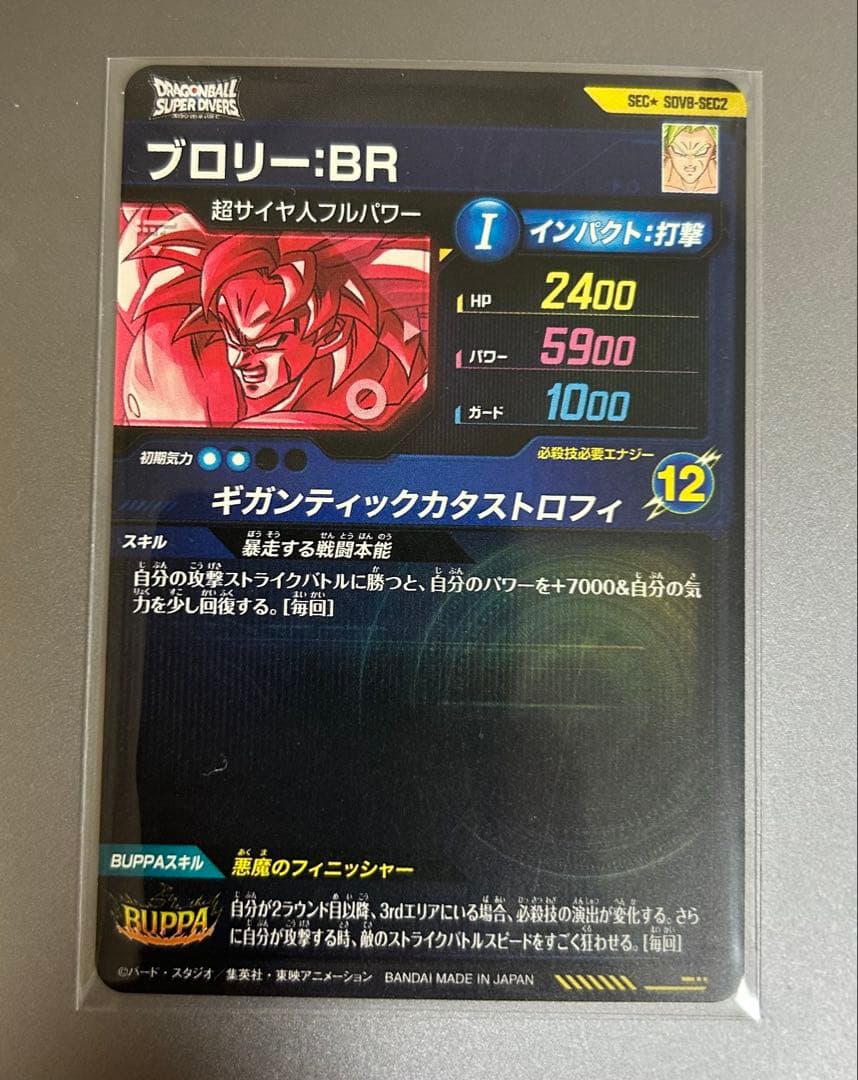 DRAGONBALL
SUPER DIVERS
SEC★ SDV8-SEC2
ブロリー:BR
超サイヤ人フルパワー
I インパクト:打撃
HP 2400
パワー 5900
ガード 1000
初期気力
必殺技必要エナジー
12
ギガンティックカタストロフィ
スキル 暴走する戦闘本能
自分の攻撃ストライクバトルに勝つと、自分のパワーを+7000&自分の気
力を少し回復する。[毎回]
BUPPAスキル 悪魔のフィニッシャー
BUPPA
自分が2ラウンド目以降、3rdエリアにいる場合、必殺技の演出が変化する。さら
に自分が攻撃する時、敵のストライクバトルスピードをすごく狂わせる。[毎回]
©バード・スタジオ/集英社・東映アニメーション BANDAI MADE IN JAPAN